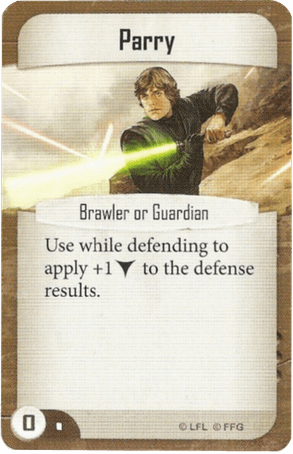 Parry
Brawler or Guardian
Use while defending to
apply +1 to the defense
results.
0
© LFL © FFG